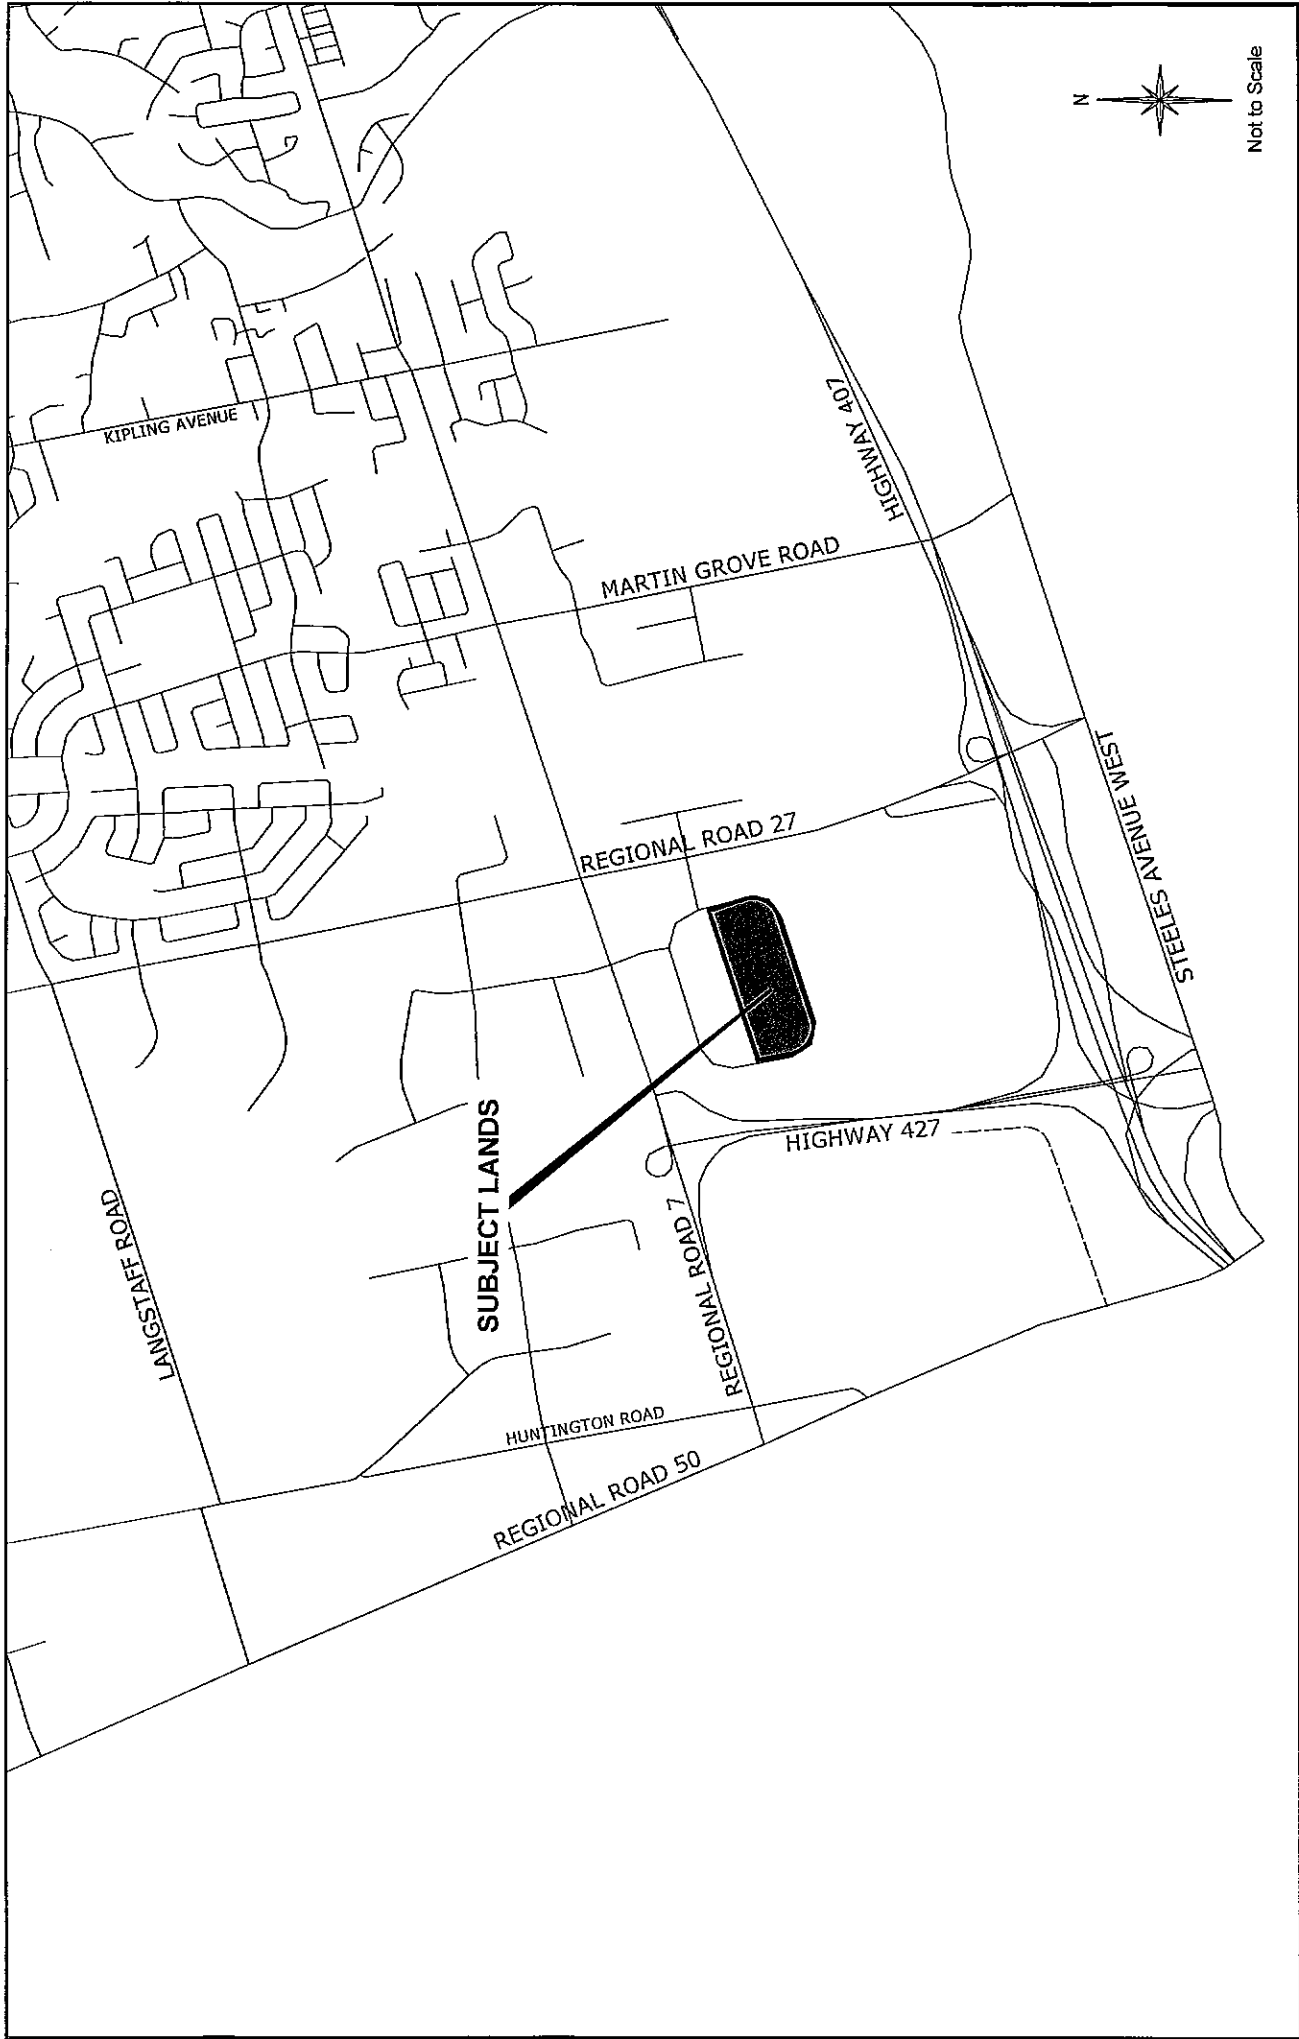 N
Not to Scale
KIPLING AVENUE
HIGHWAY 407
MARTIN GROVE ROAD
REGIONAL ROAD 27
STEELES AVENUE WEST
SUBJECT LANDS
HIGHWAY 427
LANGSTAFF ROAD
REGIONAL ROAD 7
HUNTINGTON ROAD
REGIONAL ROAD 50